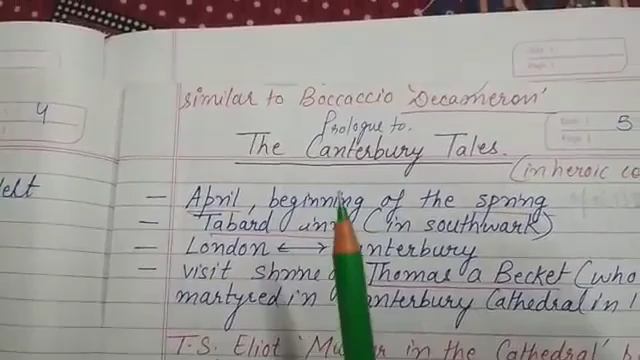 4
similar to Boccaccio 'Decameron'
Prologue to.
5
The Canterbury Tales.
(in heroic co
elt
— April, beginning of the spring
— Tabard inn (in southwark)
— London ←→ Canterbury
— visit shrine Thomas a Becket (who
martyred in Canterbury Cathedral in 1
T.S. Eliot 'Murder in the Cathedral'